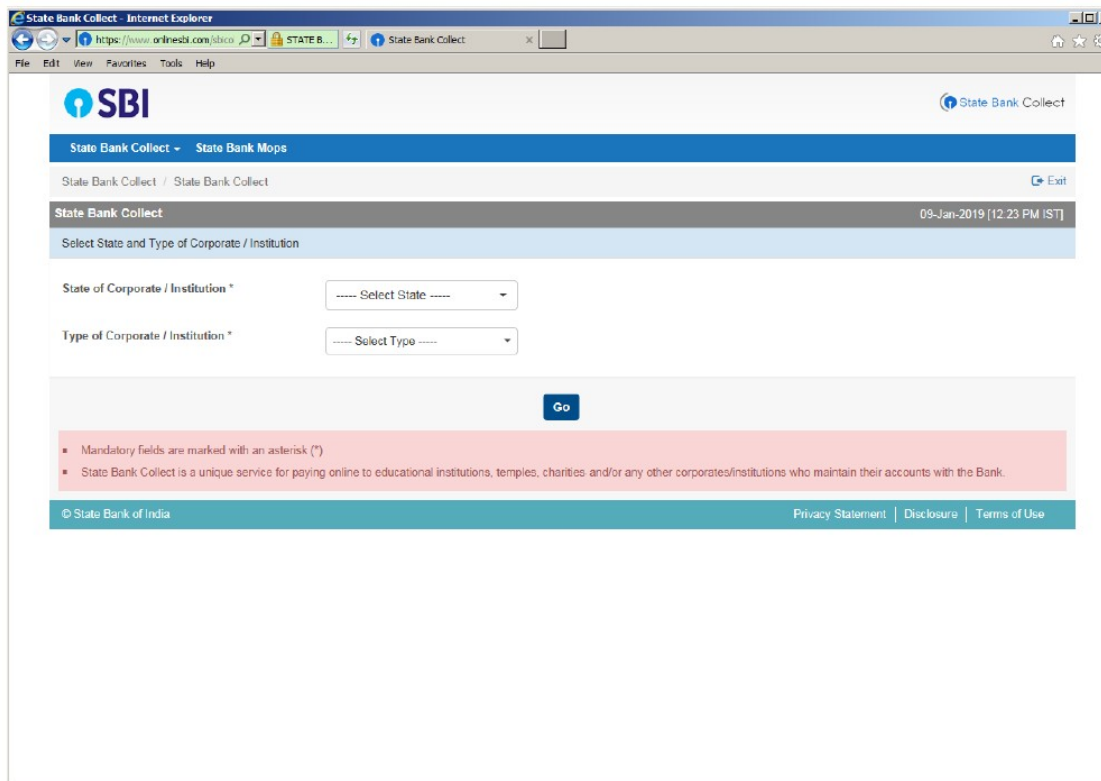 State Bank Collect - Internet Explorer
https://www.onlinesbi.com/sbico STATE B... State Bank Collect
File Edit View Favorites Tools Help
SBI
State Bank Collect
State Bank Collect State Bank Mops
State Bank Collect / State Bank Collect
Exit
State Bank Collect
09-Jan-2019 [12:23 PM IST]
Select State and Type of Corporate / Institution
State of Corporate / Institution *
----- Select State -----
Type of Corporate / Institution *
----- Select Type -----
Go
Mandatory fields are marked with an asterisk (*)
State Bank Collect is a unique service for paying online to educational institutions, temples, charities and/or any other corporates/institutions who maintain their accounts with the Bank.
© State Bank of India
Privacy Statement | Disclosure | Terms of Use